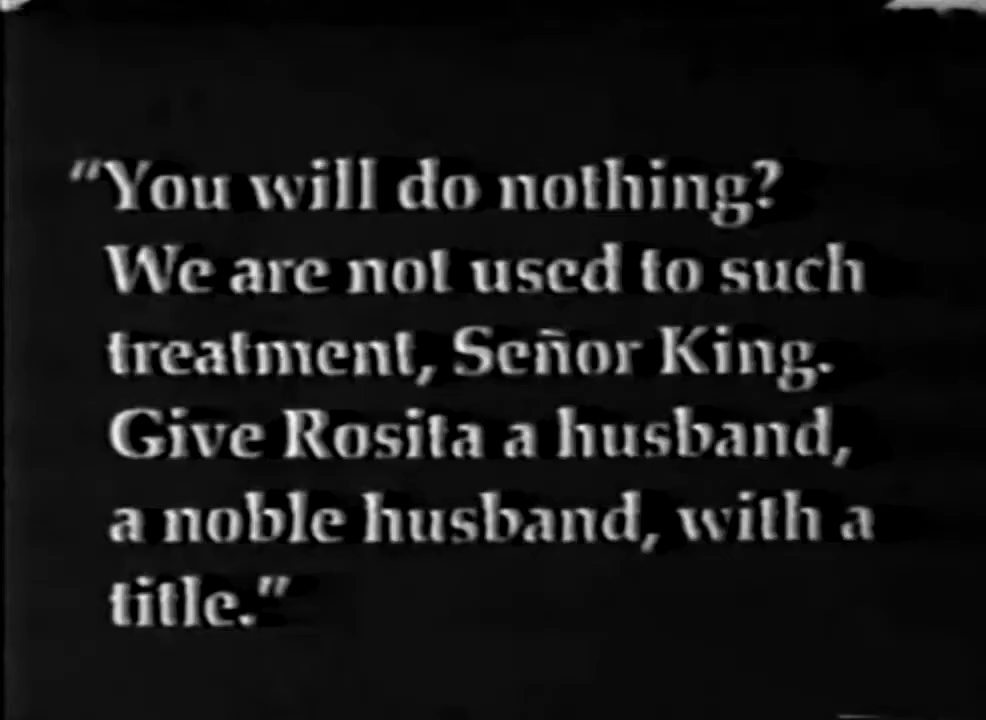 “You will do nothing?
We are not used to such
treatment, Señor King.
Give Rosita a husband,
a noble husband, with a
title.”